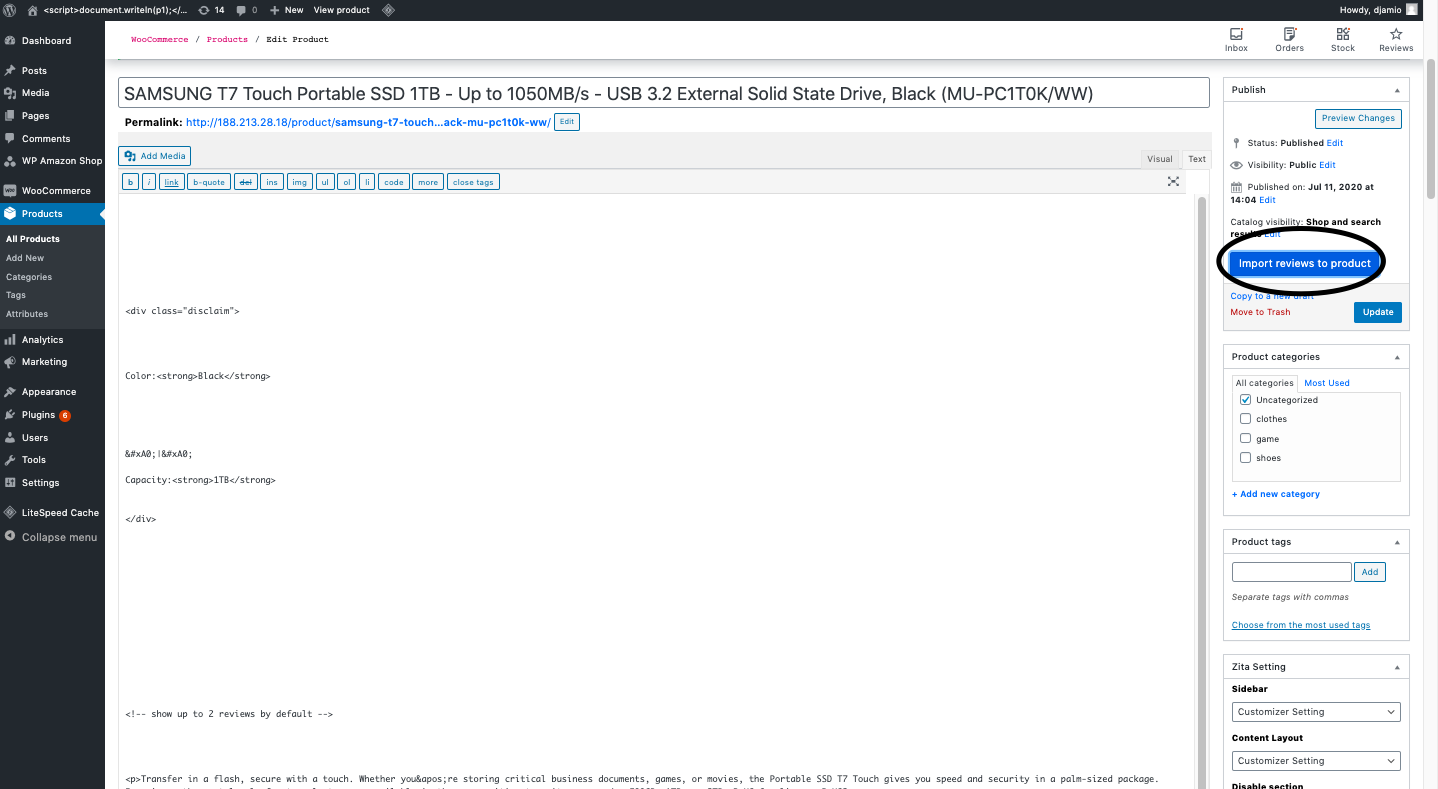 <script>document.writeln(p1);</... 14 0 New View product Howdy, djamio
Dashboard
Posts
Media
Pages
Comments
WP Amazon Shop
WooCommerce
Products
All Products
Add New
Categories
Tags
Attributes
Analytics
Marketing
Appearance
Plugins 6
Users
Tools
Settings
LiteSpeed Cache
Collapse menu
WooCommerce / Products / Edit Product
Inbox Orders Stock Reviews
SAMSUNG T7 Touch Portable SSD 1TB - Up to 1050MB/s - USB 3.2 External Solid State Drive, Black (MU-PC1T0K/WW)
Permalink: http://188.213.28.18/product/samsung-t7-touch...ack-mu-pc1t0k-ww/ Edit
Add Media
Visual Text
b i link b-quote del ins img ul ol li code more close tags
<div class="disclaim">
Color:<strong>Black</strong>
&#xA0;|&#xA0;
Capacity:<strong>1TB</strong>
</div>
<!-- show up to 2 reviews by default -->
<p>Transfer in a flash, secure with a touch. Whether you&apos;re storing critical business documents, games, or movies, the Portable SSD T7 Touch gives you speed and security in a palm-sized package.
Publish
Preview Changes
Status: Published Edit
Visibility: Public Edit
Published on: Jul 11, 2020 at
14:04 Edit
Catalog visibility: Shop and search
results Edit
Import reviews to product
Copy to a new draft
Move to Trash
Update
Product categories
All categories Most Used
Uncategorized
clothes
game
shoes
+ Add new category
Product tags
Add
Separate tags with commas
Choose from the most used tags
Zita Setting
Sidebar
Customizer Setting
Content Layout
Customizer Setting
Disable section